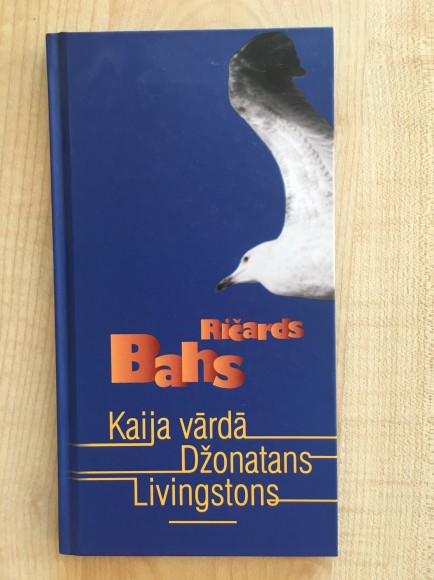 Ričards
Bahs
Kaija vārdā
Džonatans
Livingstons